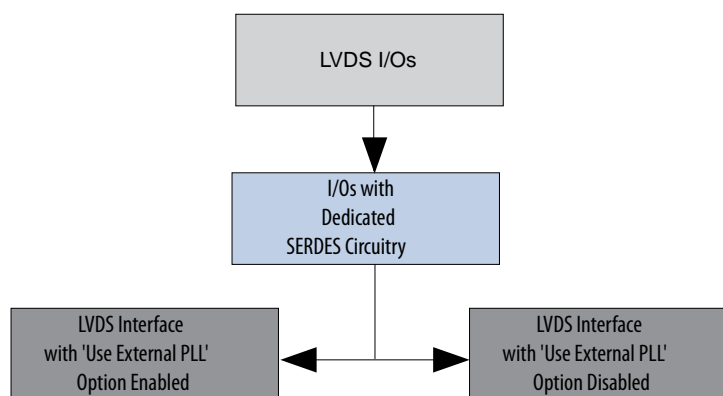 LVDS I/Os
I/Os with
Dedicated
SERDES Circuitry
LVDS Interface
with 'Use External PLL'
Option Enabled
LVDS Interface
with 'Use External PLL'
Option Disabled